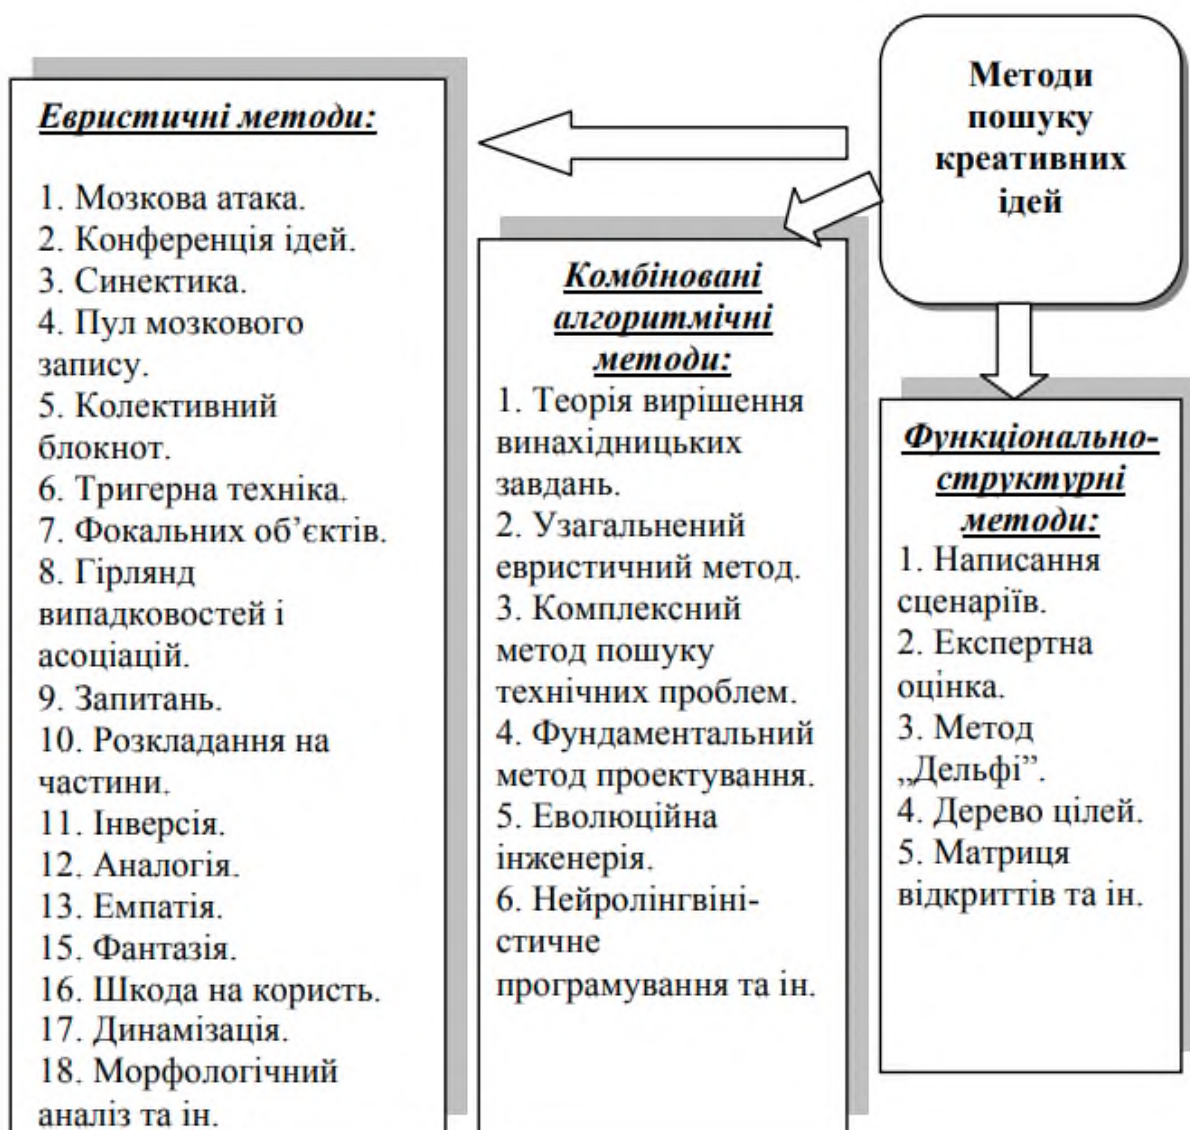 Методи
пошуку
креативних
ідей
Евристичні методи:
1. Мозкова атака.
2. Конференція ідей.
3. Синектика.
4. Пул мозкового
запису.
5. Колективний
блокнот.
6. Тригерна техніка.
7. Фокальних об’єктів.
8. Гірлянд
випадковостей і
асоціацій.
9. Запитань.
10. Розкладання на
частини.
11. Інверсія.
12. Аналогія.
13. Емпатія.
15. Фантазія.
16. Шкода на користь.
17. Динамізація.
18. Морфологічний
аналіз та ін.
Комбіновані
алгоритмічні
методи:
1. Теорія вирішення
винахідницьких
завдань.
2. Узагальнений
евристичний метод.
3. Комплексний
метод пошуку
технічних проблем.
4. Фундаментальний
метод проектування.
5. Еволюційна
інженерія.
6. Нейролінгвіні-
стичне
програмування та ін.
Функціонально-
структурні
методи:
1. Написання
сценаріїв.
2. Експертна
оцінка.
3. Метод
„Дельфі”.
4. Дерево цілей.
5. Матриця
відкриттів та ін.